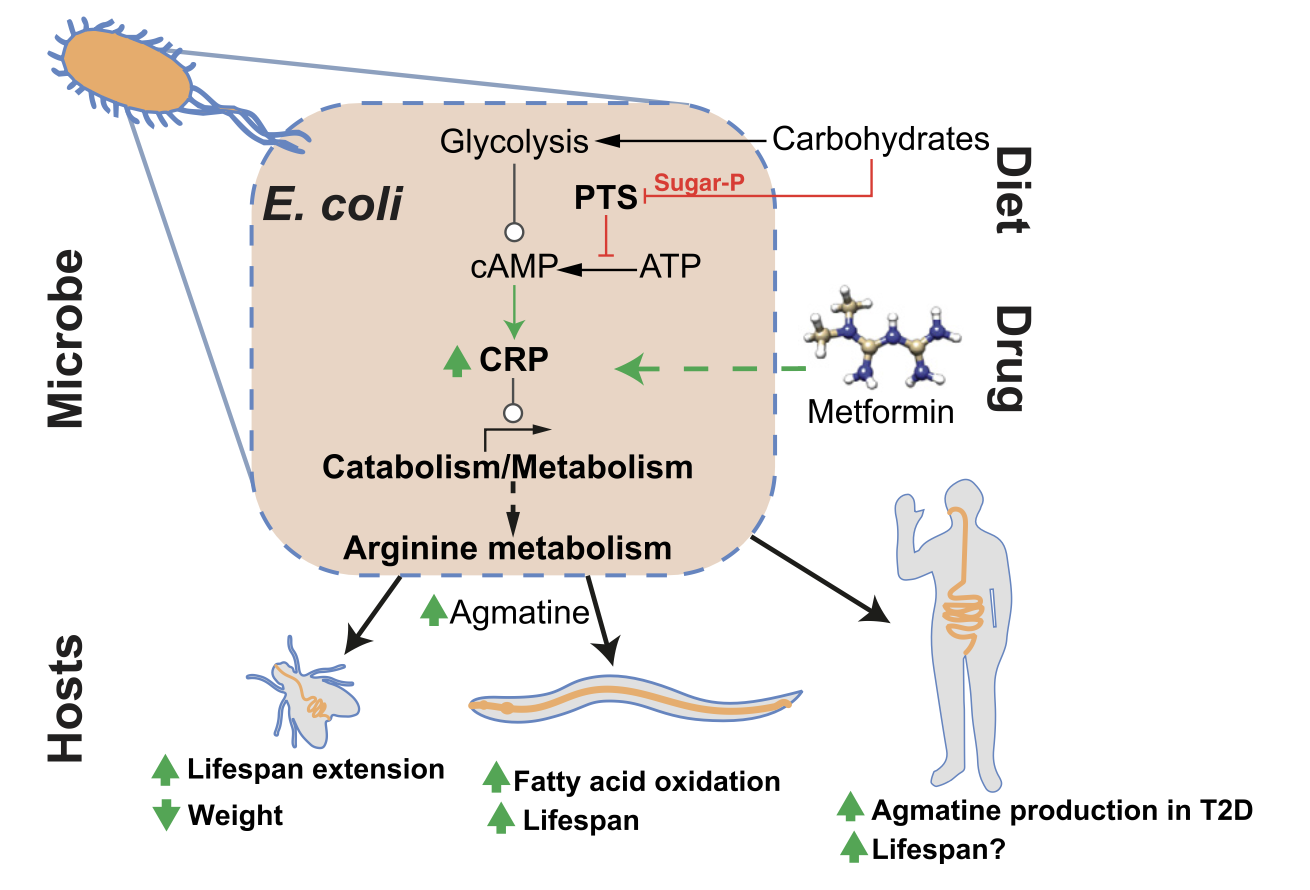 Glycolysis
Carbohydrates
Sugar-P
PTS
E. coli
cAMP
ATP
CRP
Metformin
Catabolism/Metabolism
Arginine metabolism
Diet
Drug
Microbe
Hosts
Agmatine
Lifespan extension
Weight
Fatty acid oxidation
Lifespan
Agmatine production in T2D
Lifespan?